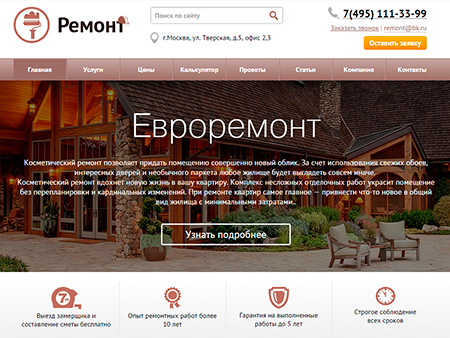 Ремонт
Поиск по сайту
г.Москва, ул. Тверская, д.5, офис 2,3
7(495) 111-33-99
Заказать звонок | remont@bk.ru
Оставить заявку
Главная Услуги Цены Калькулятор Проекты Статьи Компания Контакты
Евроремонт
Косметический ремонт позволяет придать помещению совершенно новый облик. За счет использования свежих обоев,
интересных дверей и необычного паркета любое жилище будет выглядеть совсем иначе.
Косметический ремонт вдохнет новую жизнь в вашу квартиру. Комплекс несложных отделочных работ украсит помещение
без перепланировки и кардинальных изменений. При ремонте квартир самое главное — привнести что-то новое в общий
вид жилища с минимальными затратами..
Узнать подробнее
7
Выезд замерщика и
составление сметы бесплатно
Опыт ремонтных работ более
10 лет
Гарантия на выполненные
работы до 5 лет
Строгое соблюдение
всех сроков